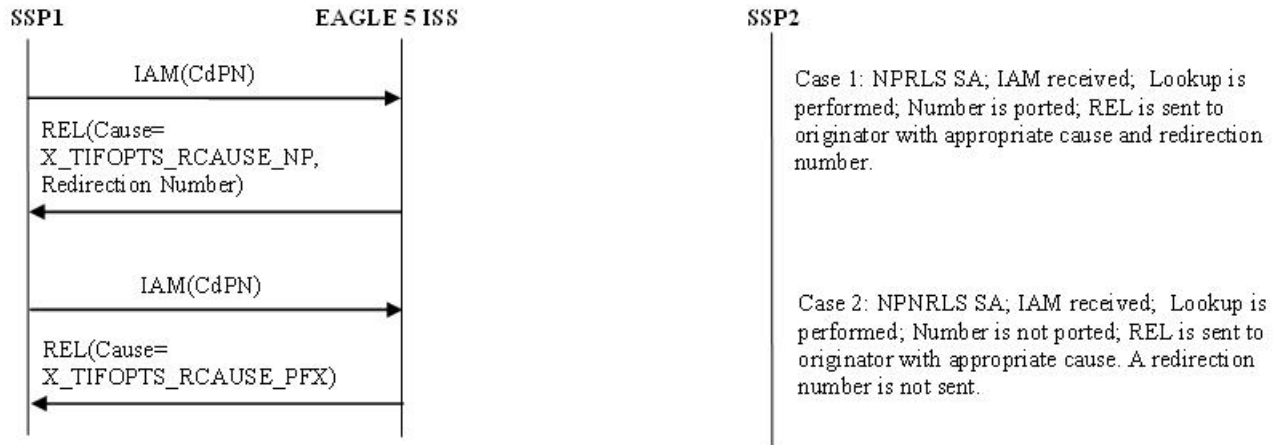 SSP1 EAGLE 5 ISS SSP2
IAM(CdPN)
REL(Cause=
X_TIFOPTS_RCAUSE_NP,
Redirection Number)
Case 1: NPRLS SA; IAM received; Lookup is
performed; Number is ported; REL is sent to
originator with appropriate cause and redirection
number.
IAM(CdPN)
REL(Cause=
X_TIFOPTS_RCAUSE_PFX)
Case 2: NPNRLS SA; IAM received; Lookup is
performed; Number is not ported; REL is sent to
originator with appropriate cause. A redirection
number is not sent.